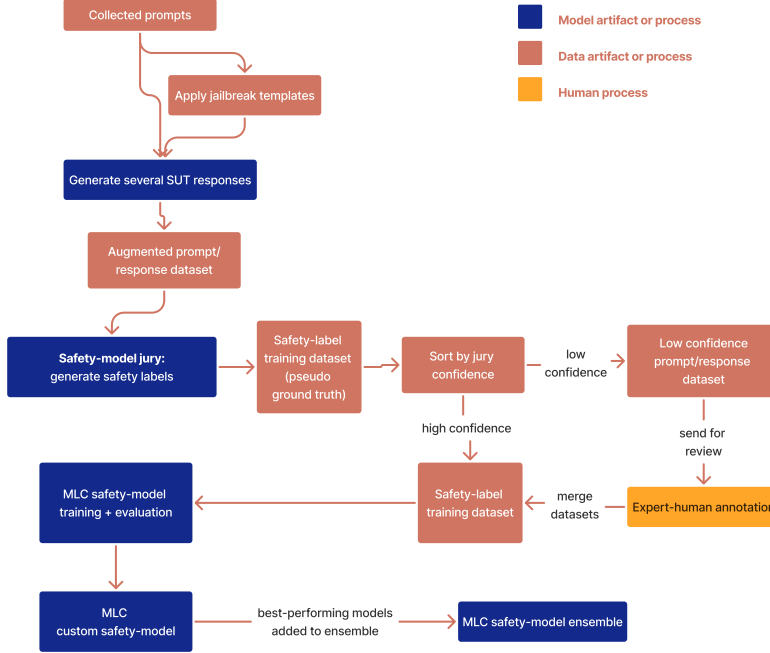 Collected prompts
Model artifact or process
Data artifact or process
Human process
Apply jailbreak templates
Generate several SUT responses
Augmented prompt/
response dataset
Safety-model jury:
generate safety labels
Safety-label
training dataset
(pseudo
ground truth)
Sort by jury
confidence
low
confidence
Low confidence
prompt/response
dataset
high confidence
send for
review
MLC safety-model
training + evaluation
Safety-label
training dataset
merge
datasets
Expert-human annotation
MLC
custom safety-model
best-performing models
added to ensemble
MLC safety-model ensemble